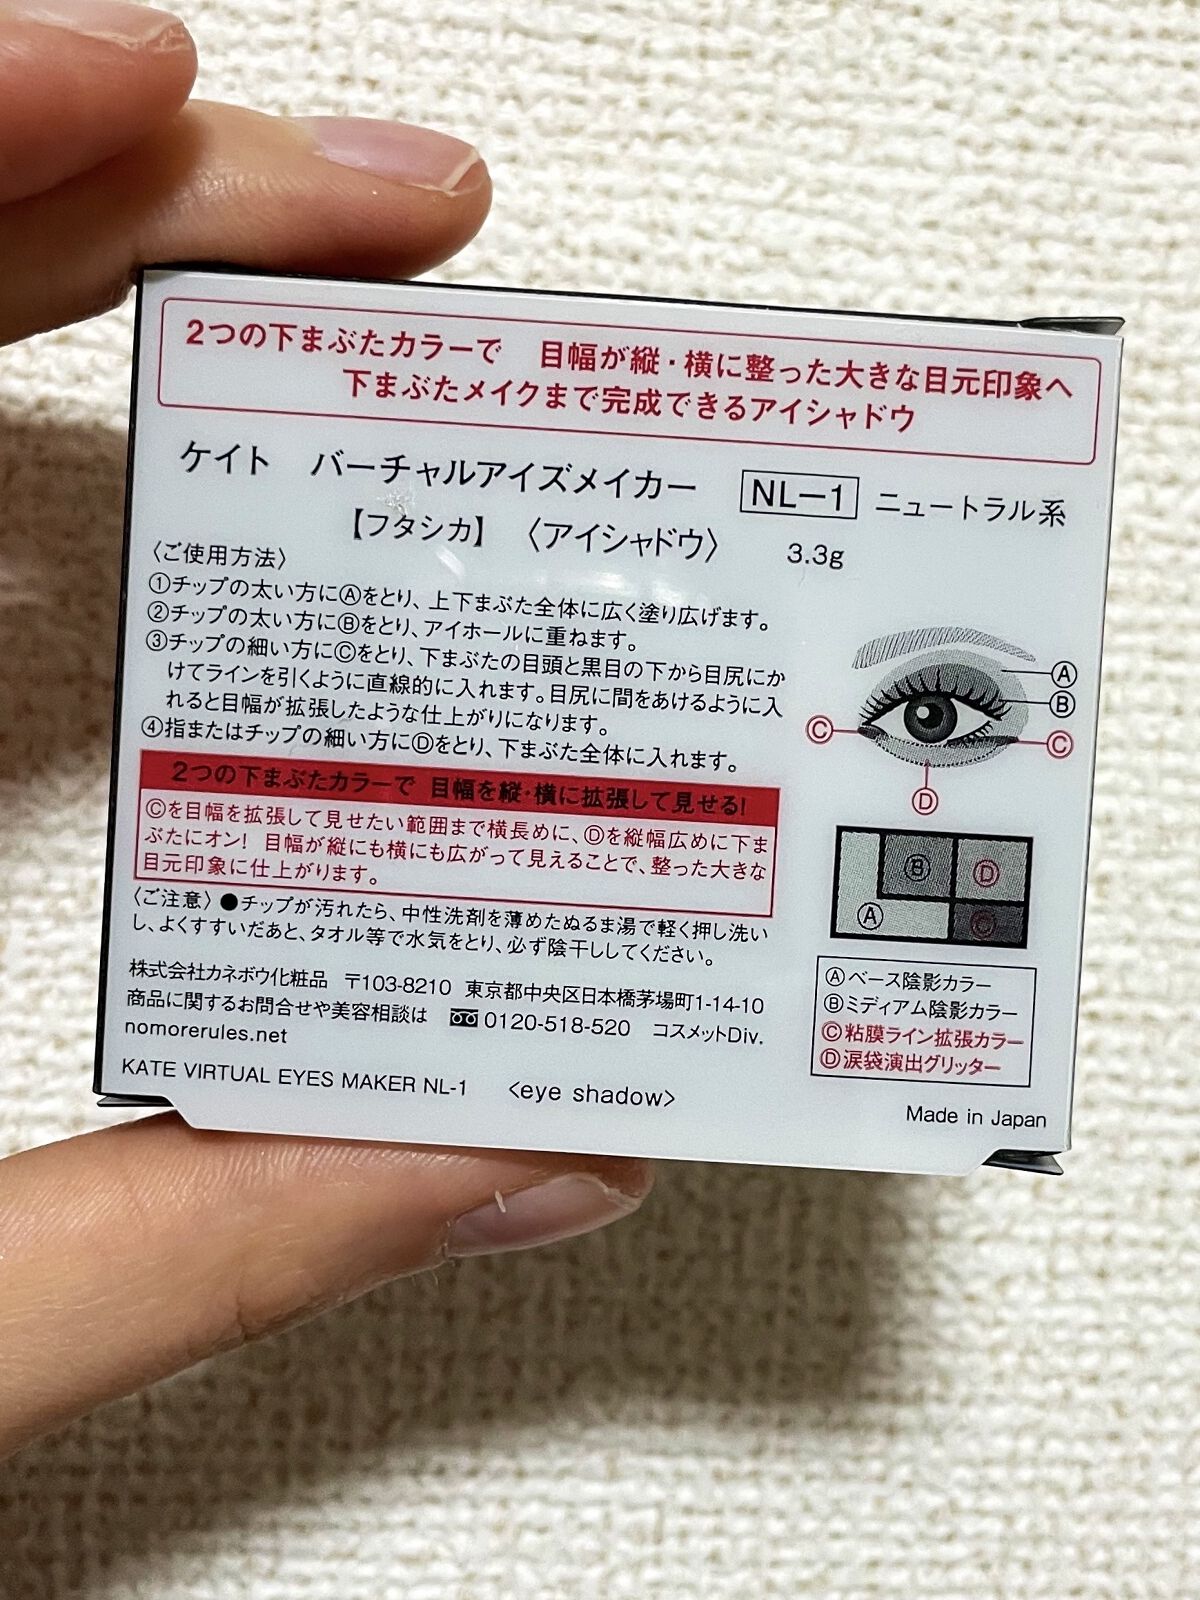 2つの下まぶたカラーで　目幅が縦・横に整った大きな目元印象へ
下まぶたメイクまで完成できるアイシャドウ
ケイト　バーチャルアイズメイカー　NL-1　ニュートラル系
【フタシカ】〈アイシャドウ〉　3.3g
〈ご使用方法〉
①チップの太い方にⒶをとり、上下まぶた全体に広く塗り広げます。
②チップの太い方にⒷをとり、アイホールに重ねます。
③チップの細い方にⒸをとり、下まぶたの目頭と黒目の下から目尻にか
けてラインを引くように直線的に入れます。目尻に間をあけるように入
れると目幅が拡張したような仕上がりになります。
④指またはチップの細い方にⒹをとり、下まぶた全体に入れます。
2つの下まぶたカラーで 目幅を縦・横に拡張して見せる!
Ⓒを目幅を拡張して見せたい範囲まで横長めに、Ⓓを縦幅広めに下ま
ぶたにオン! 目幅が縦にも横にも広がって見えることで、整った大きな
目元印象に仕上がります。
〈ご注意〉●チップが汚れたら、中性洗剤を薄めたぬるま湯で軽く押し洗い
し、よくすすいだあと、タオル等で水気をとり、必ず陰干ししてください。
株式会社カネボウ化粧品　〒103-8210　東京都中央区日本橋茅場町1-14-10
商品に関するお問合せや美容相談は　0120-518-520　コスメットDiv.
nomorerules.net
KATE VIRTUAL EYES MAKER NL-1　<eye shadow>
Ⓐ
Ⓑ
Ⓒ
Ⓒ
Ⓓ
Ⓑ
Ⓓ
Ⓐ
Ⓒ
Ⓐベース陰影カラー
Ⓑミディアム陰影カラー
Ⓒ粘膜ライン拡張カラー
Ⓓ涙袋演出グリッター
Made in Japan